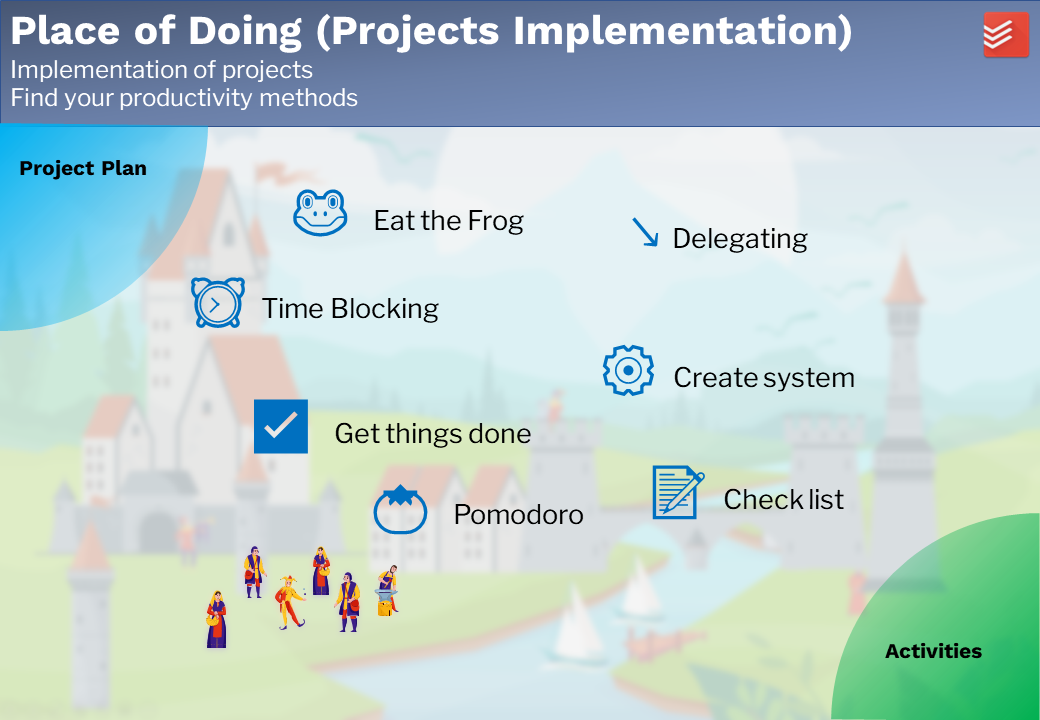 Place of Doing (Projects Implementation)
Implementation of projects
Find your productivity methods
Project Plan
Eat the Frog
Delegating
Time Blocking
Create system
Get things done
Check list
Pomodoro
Activities